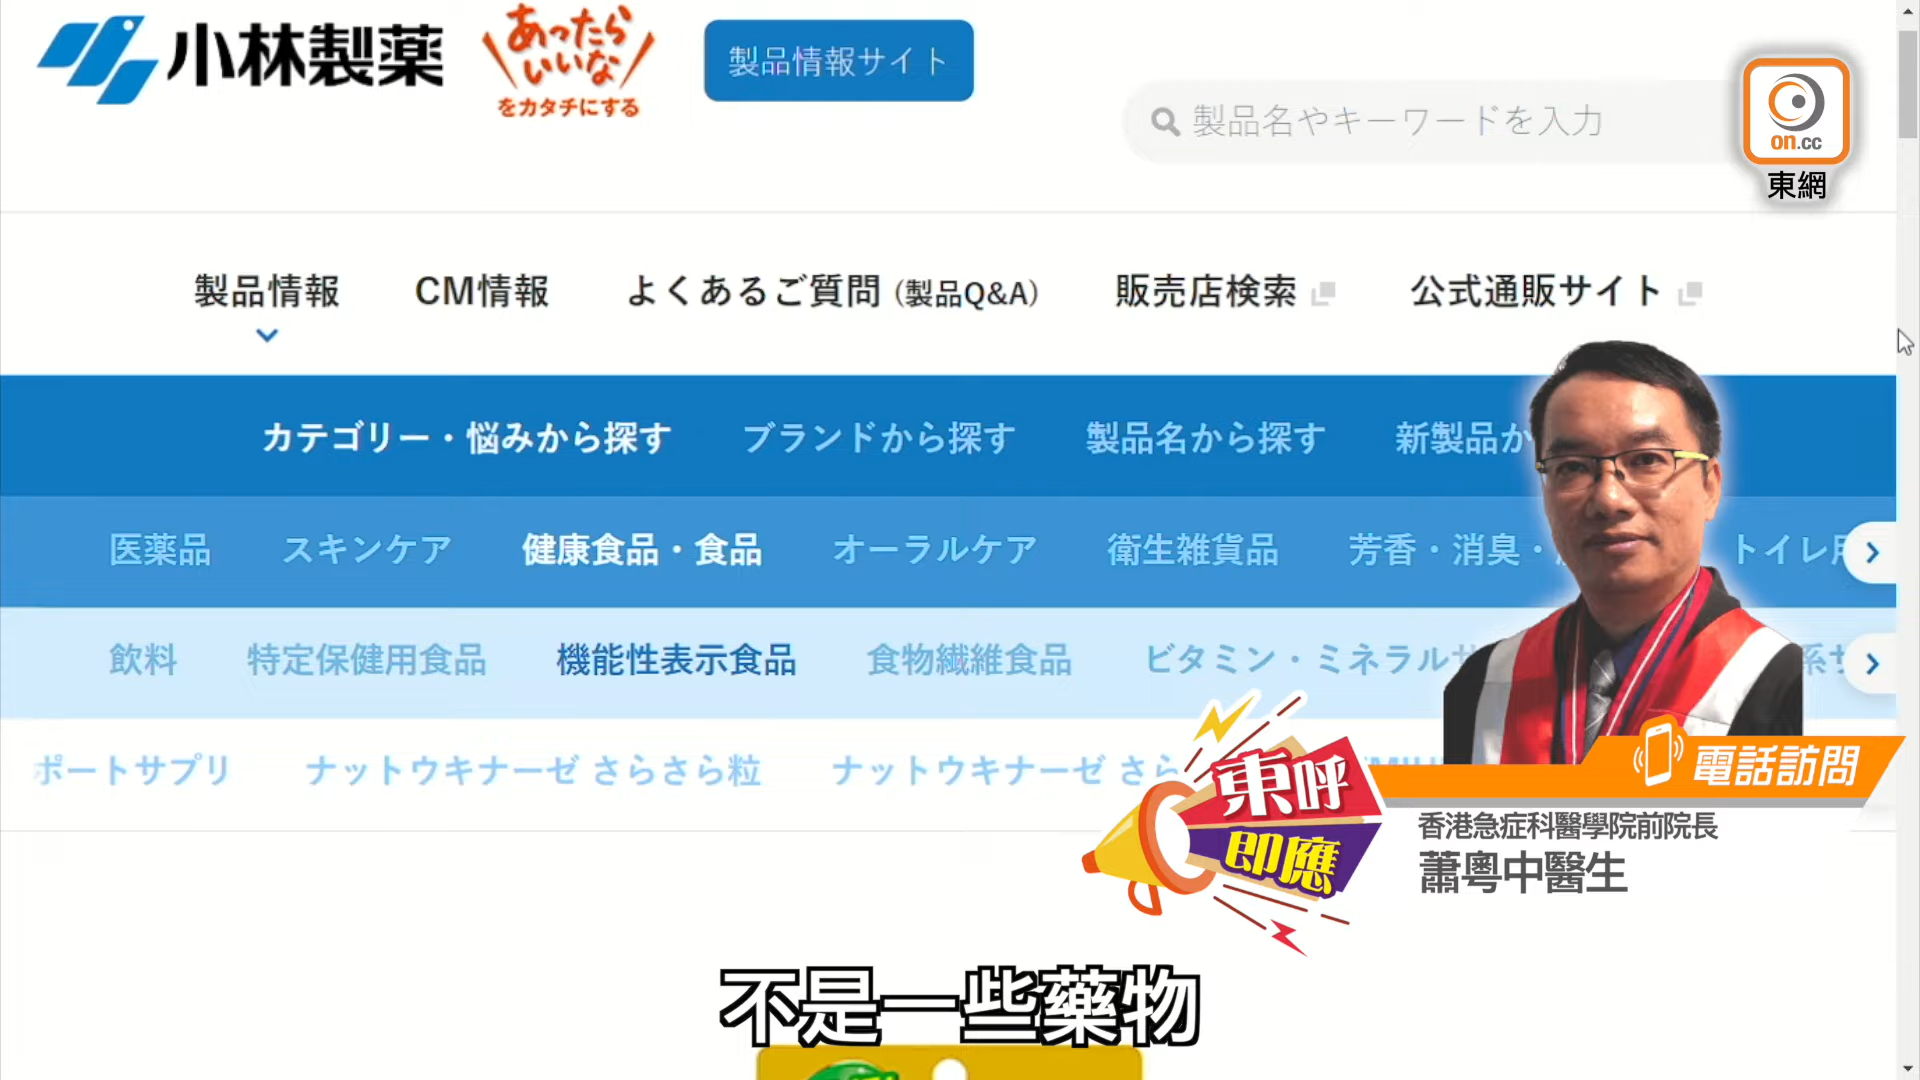 小林製薬
あったら
いいな
をカタチにする
製品情報サイト
製品名やキーワードを入力
on.cc
東網
製品情報
CM情報
よくあるご質問 (製品Q&A)
販売店検索
公式通販サイト
カテゴリー・悩みから探す
ブランドから探す
製品名から探す
新製品か
医薬品
スキンケア
健康食品・食品
オーラルケア
衛生雑貨品
芳香・消臭・
トイレ
飲料
特定保健用食品
機能性表示食品
食物繊維食品
ビタミン・ミネラル
ポートサプリ
ナットウキナーゼ さらさら粒
ナットウキナーゼ さら
東呼
即應
電話訪問
香港急症科醫學院前院長
蕭粵中醫生
不是一些藥物